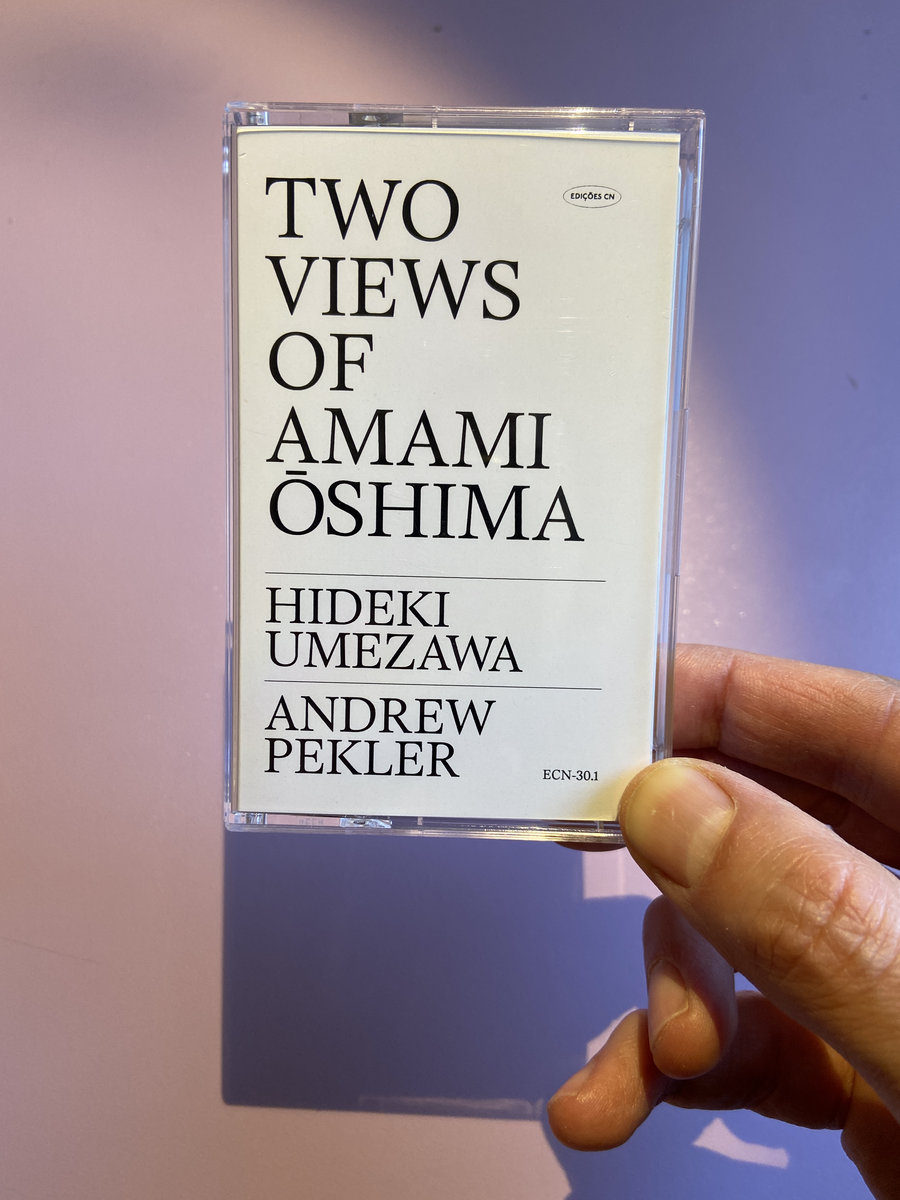 TWO
EDIÇÕES CN
VIEWS
OF
AMAMI
ŌSHIMA
HIDEKI
UMEZAWA
ANDREW
PEKLER
ECN-30.1